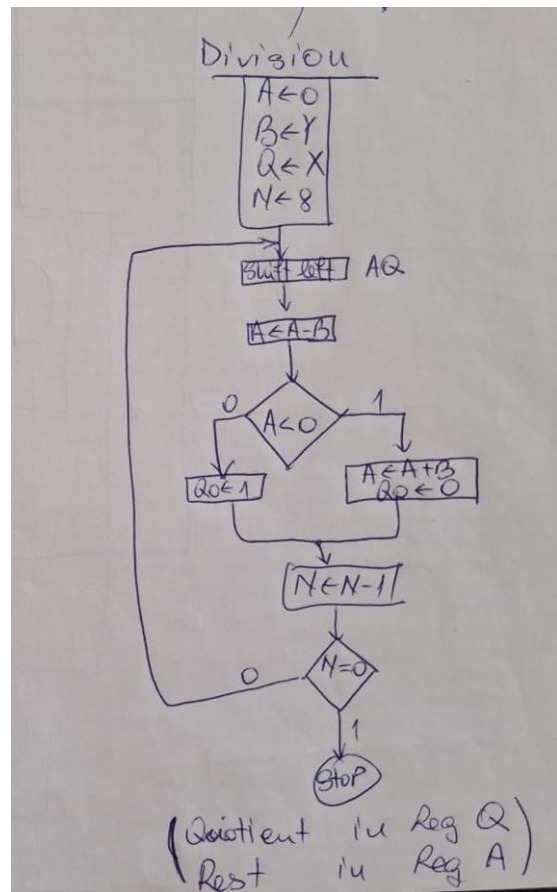 Division
A←0
B←Y
Q←X
N←8
Shift left AQ
A←A-B
0 A<0 1
Q0←1
A←A+B
Q0←0
N←N-1
0 N=0
1
Stop
(Quotient in Reg Q
Rest in Reg A)